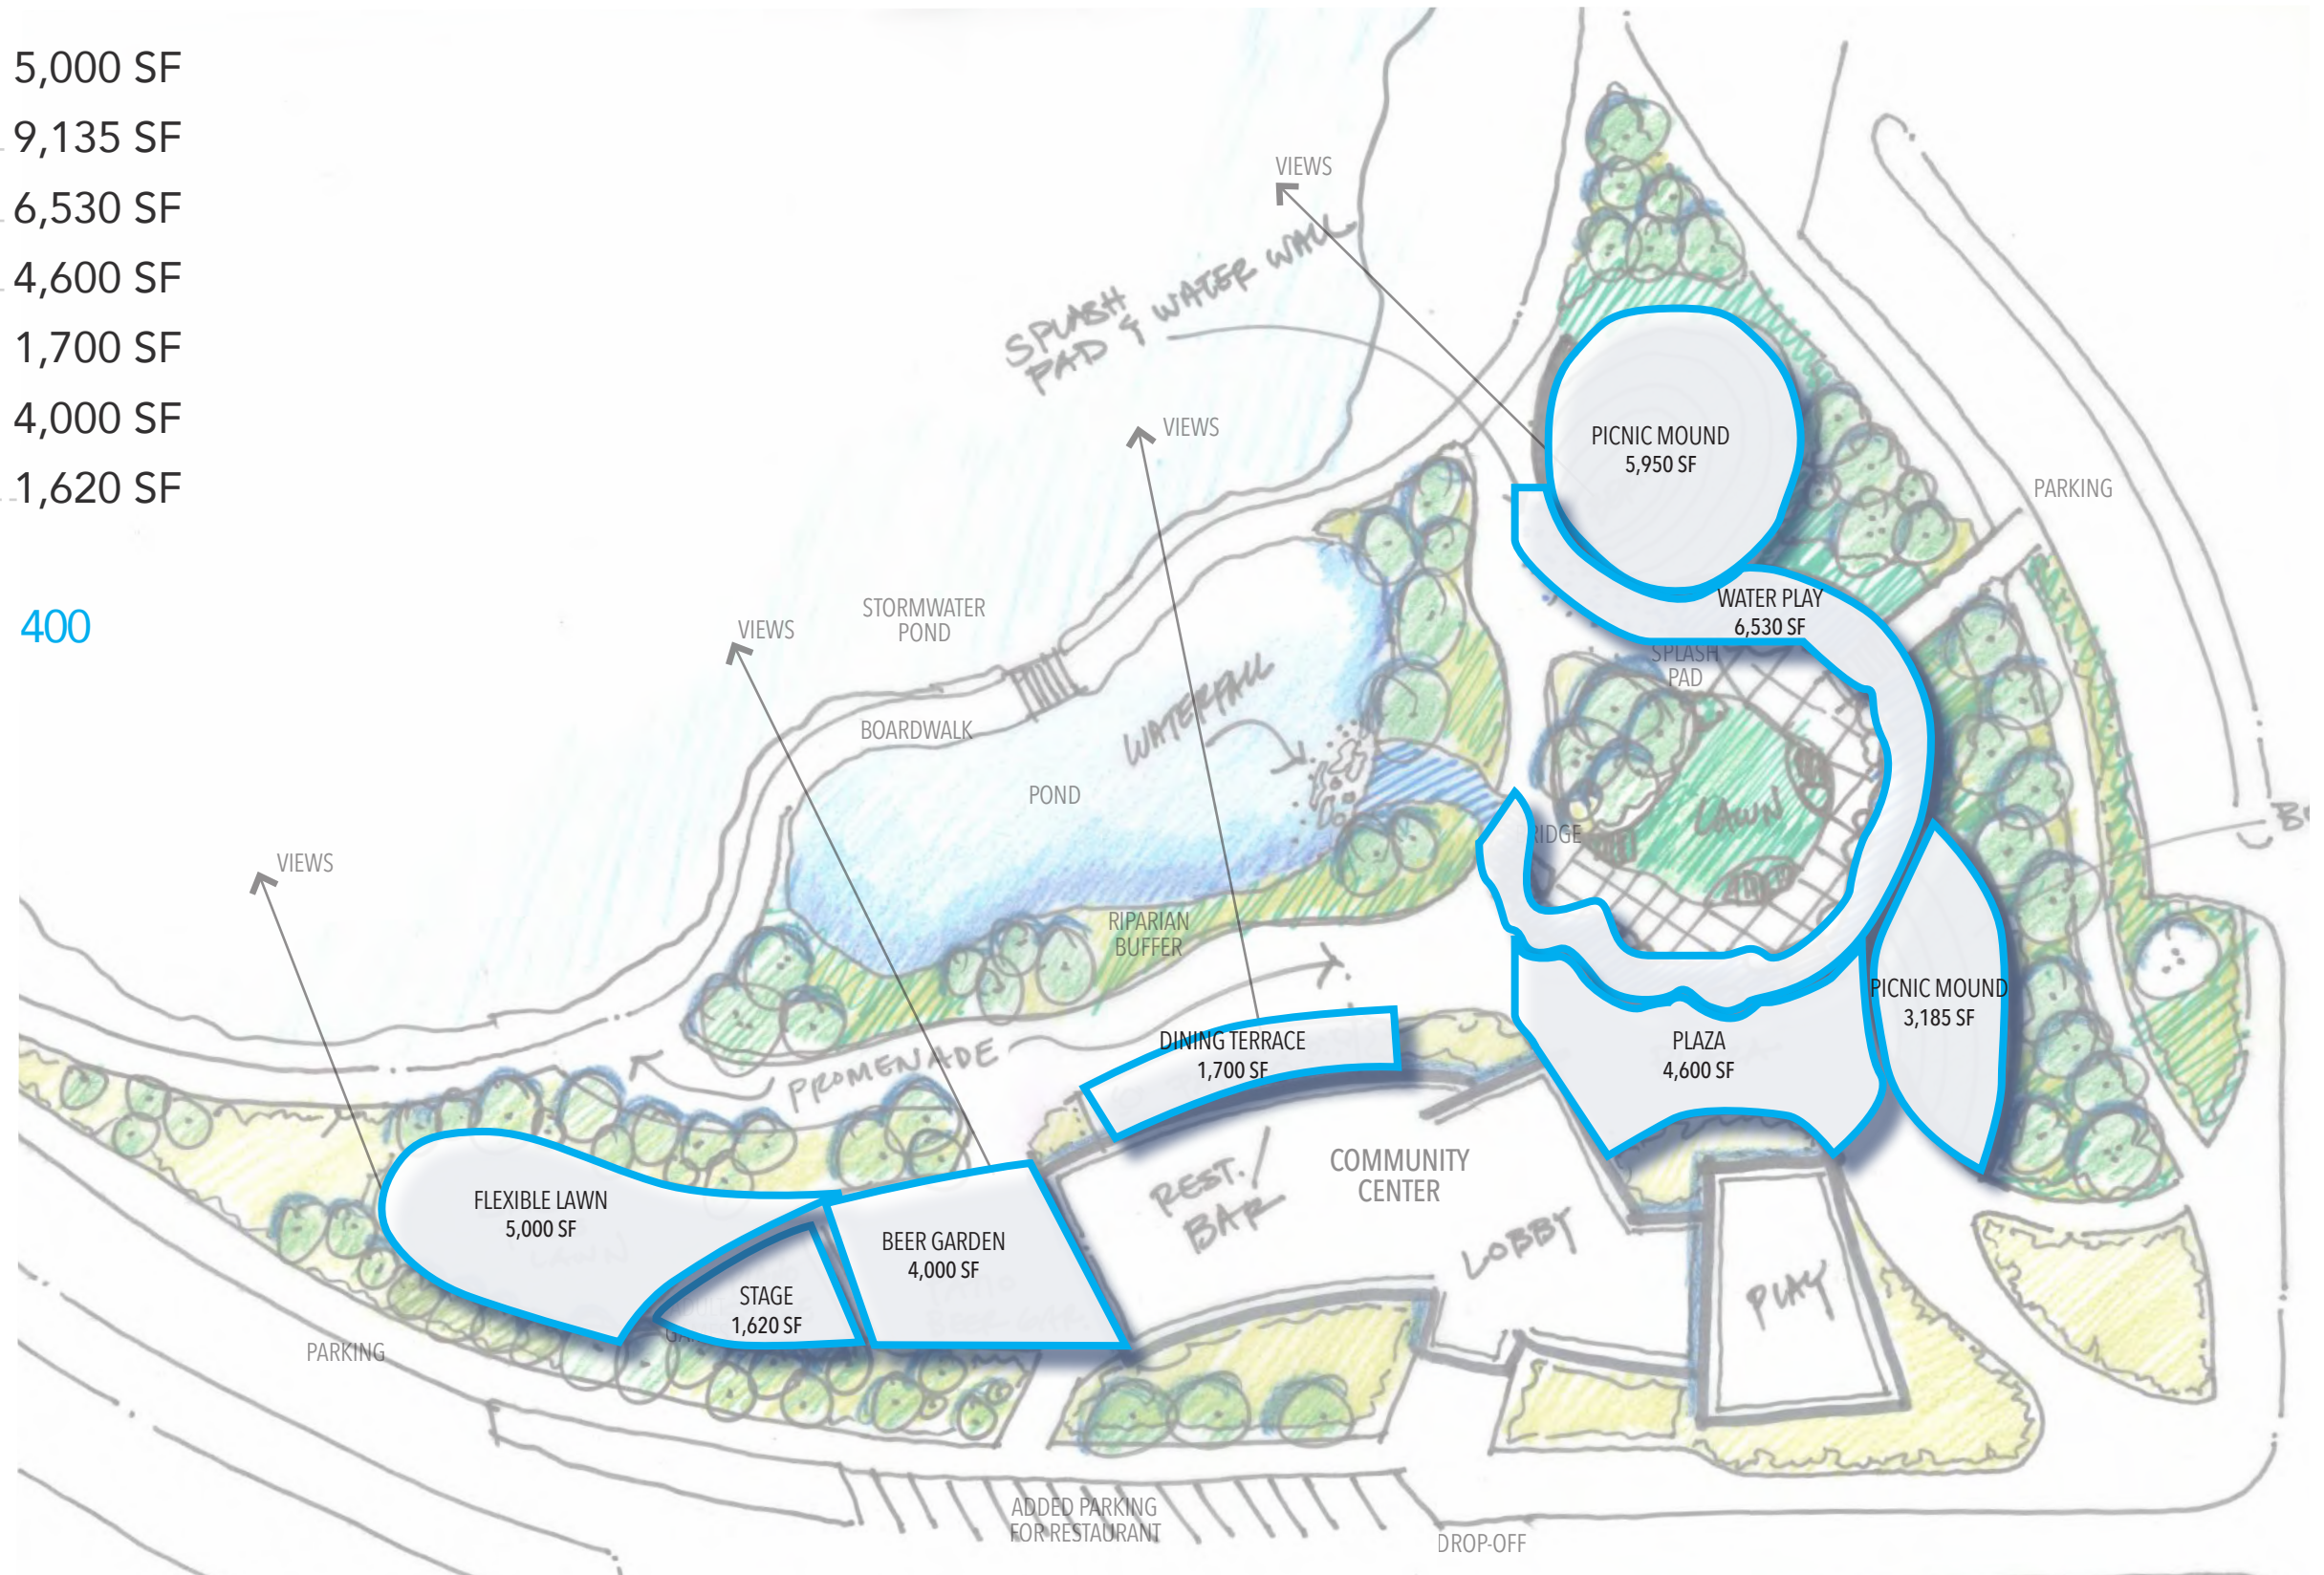 5,000 SF
9,135 SF
6,530 SF
4,600 SF
1,700 SF
4,000 SF
1,620 SF
400
VIEWS
SPLASH
PAD & WATER WALL
VIEWS
PICNIC MOUND
5,950 SF
PARKING
STORMWATER
POND
VIEWS
WATER PLAY
6,530 SF
SPLASH
PAD
WATERFALL
BOARDWALK
POND
LAWN
RIDGE
VIEWS
RIPARIAN
BUFFER
PICNIC MOUND
3,185 SF
PROMENADE
DINING TERRACE
1,700 SF
PLAZA
4,600 SF
COMMUNITY
CENTER
REST./
BAR
FLEXIBLE LAWN
5,000 SF
LAWN
BEER GARDEN
4,000 SF
LOBBY
PLAY
STAGE
1,620 SF
PARKING
ADDED PARKING
FOR RESTAURANT
DROP-OFF